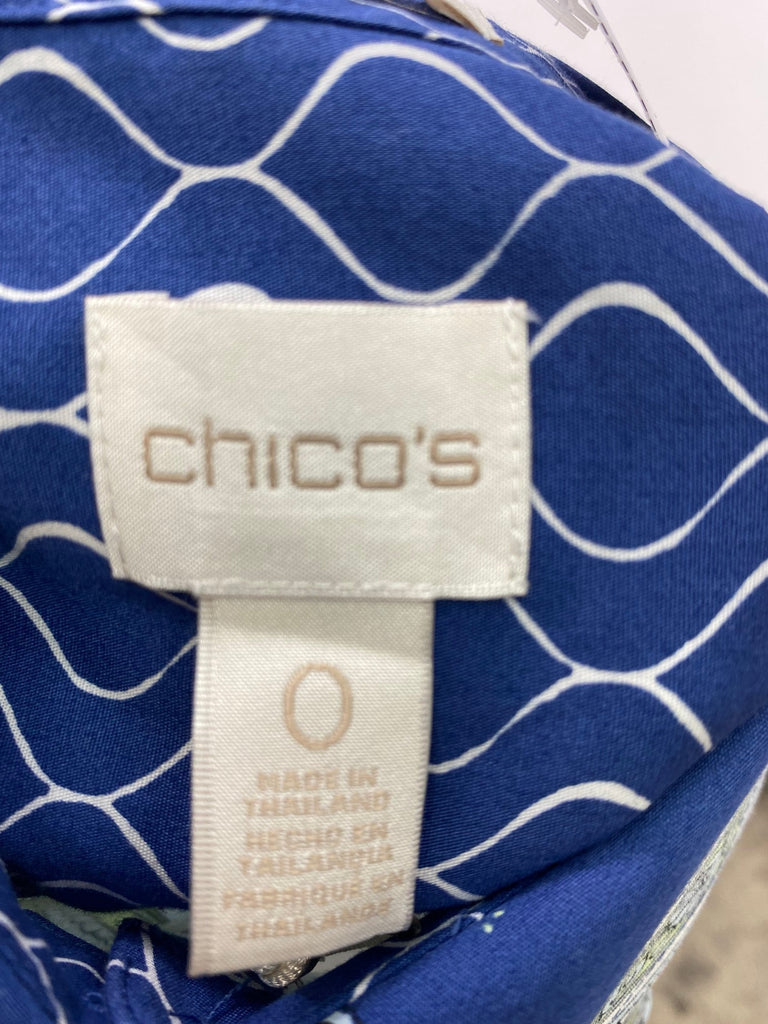 chico's
0
MADE IN
THAILAND
HECHO EN
TAILANDIA
FABRIQUE EN
THAILANDE